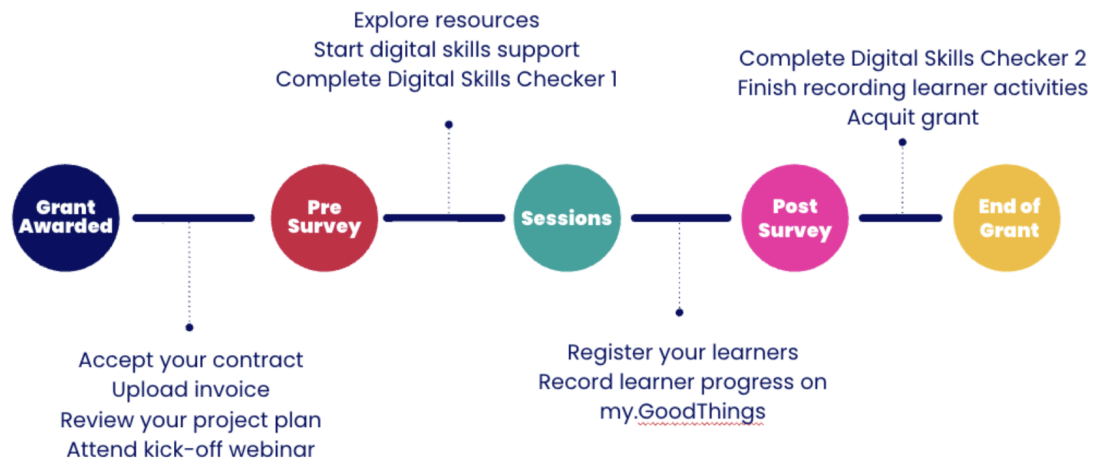 Explore resources
Start digital skills support
Complete Digital Skills Checker 1
Complete Digital Skills Checker 2
Finish recording learner activities
Acquit grant
Grant
Awarded
Pre
Survey
Sessions
Post
Survey
End of
Grant
Accept your contract
Upload invoice
Review your project plan
Attend kick-off webinar
Register your learners
Record learner progress on
my.GoodThings